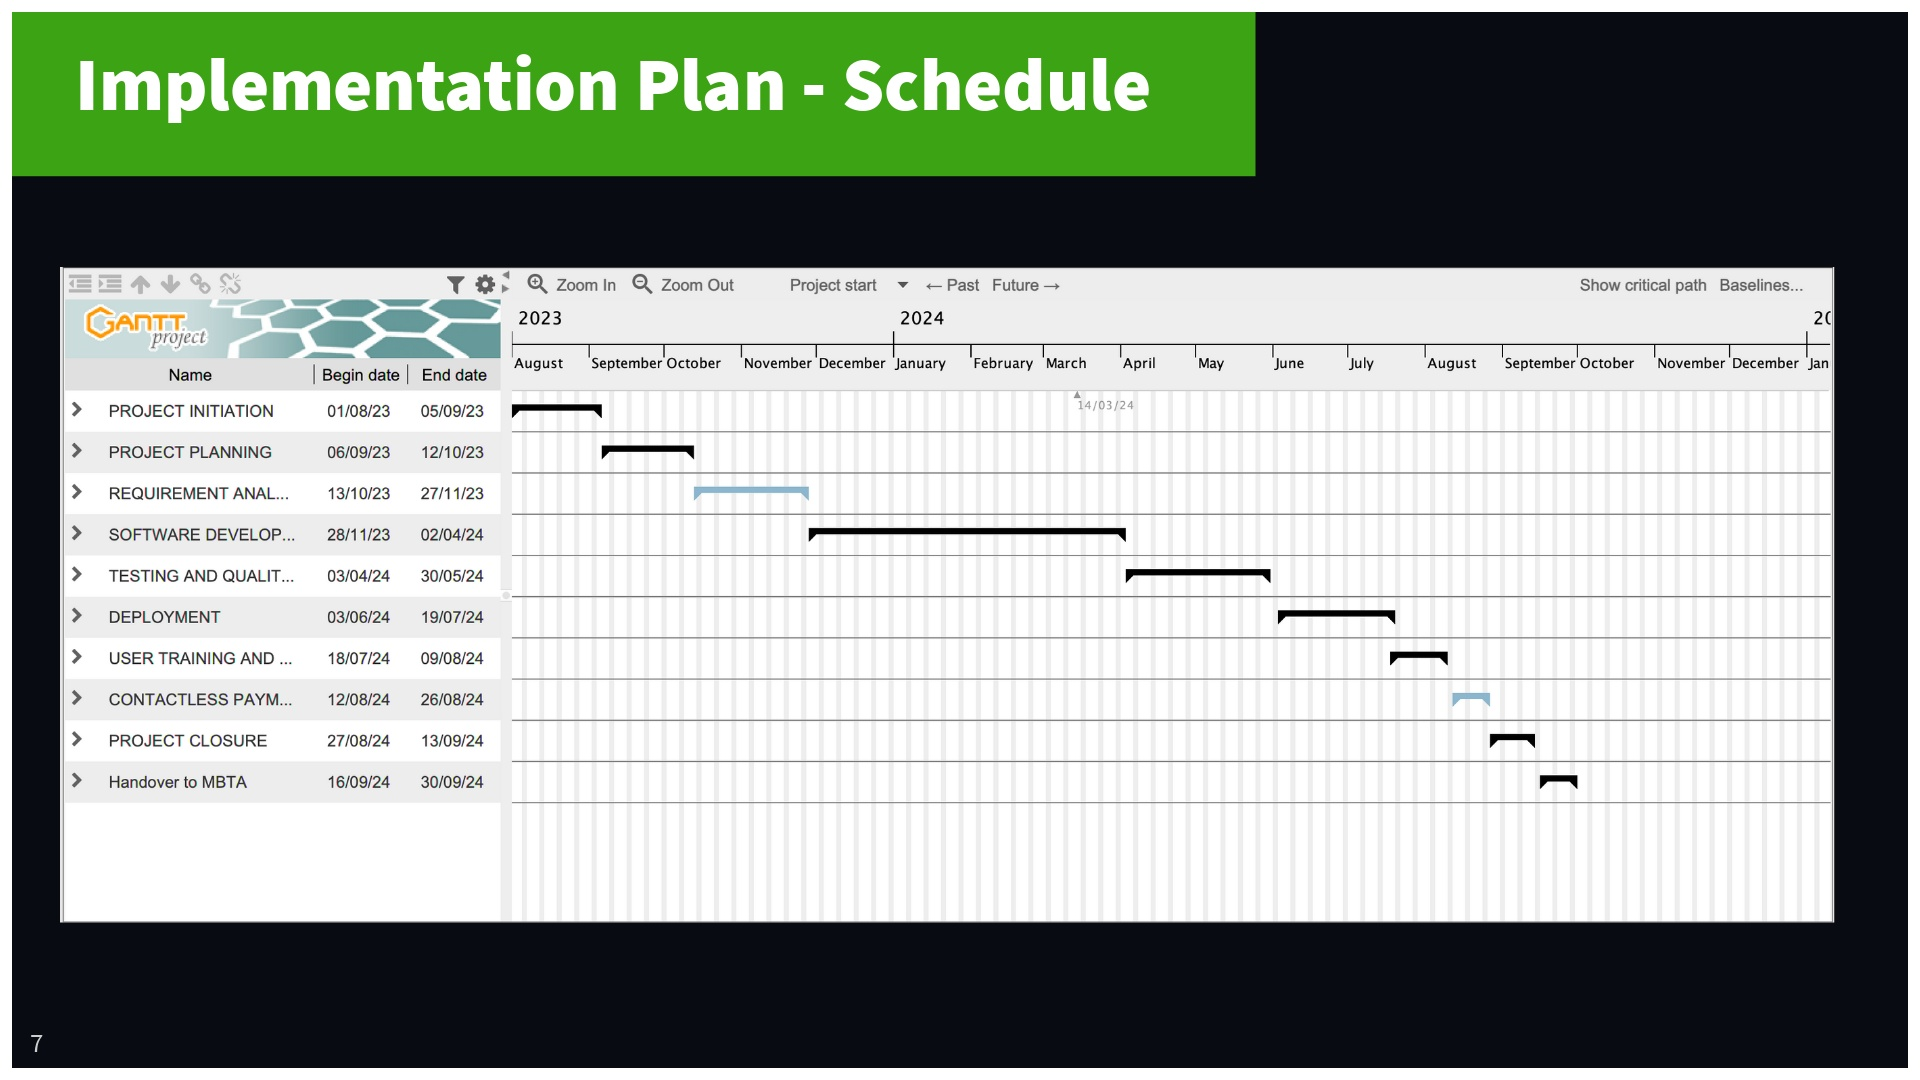 Implementation Plan - Schedule
Zoom In Zoom Out Project start ← Past Future → Show critical path Baselines...
GANTT project
2023 2024 20
August September October November December January February March April May June July August September October November December Jan
Name Begin date End date
14/03/24
PROJECT INITIATION 01/08/23 05/09/23
PROJECT PLANNING 06/09/23 12/10/23
REQUIREMENT ANAL... 13/10/23 27/11/23
SOFTWARE DEVELOP... 28/11/23 02/04/24
TESTING AND QUALIT... 03/04/24 30/05/24
DEPLOYMENT 03/06/24 19/07/24
USER TRAINING AND ... 18/07/24 09/08/24
CONTACTLESS PAYM... 12/08/24 26/08/24
PROJECT CLOSURE 27/08/24 13/09/24
Handover to MBTA 16/09/24 30/09/24
7